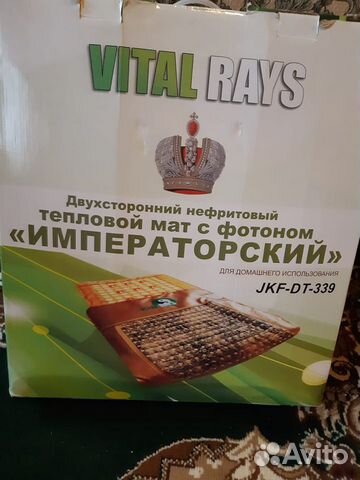 VITAL RAYS
Двухсторонний нефритовый
тепловой мат с фотоном
«ИМПЕРАТОРСКИЙ»
ДЛЯ ДОМАШНЕГО ИСПОЛЬЗОВАНИЯ
JKF-DT-339
Avito